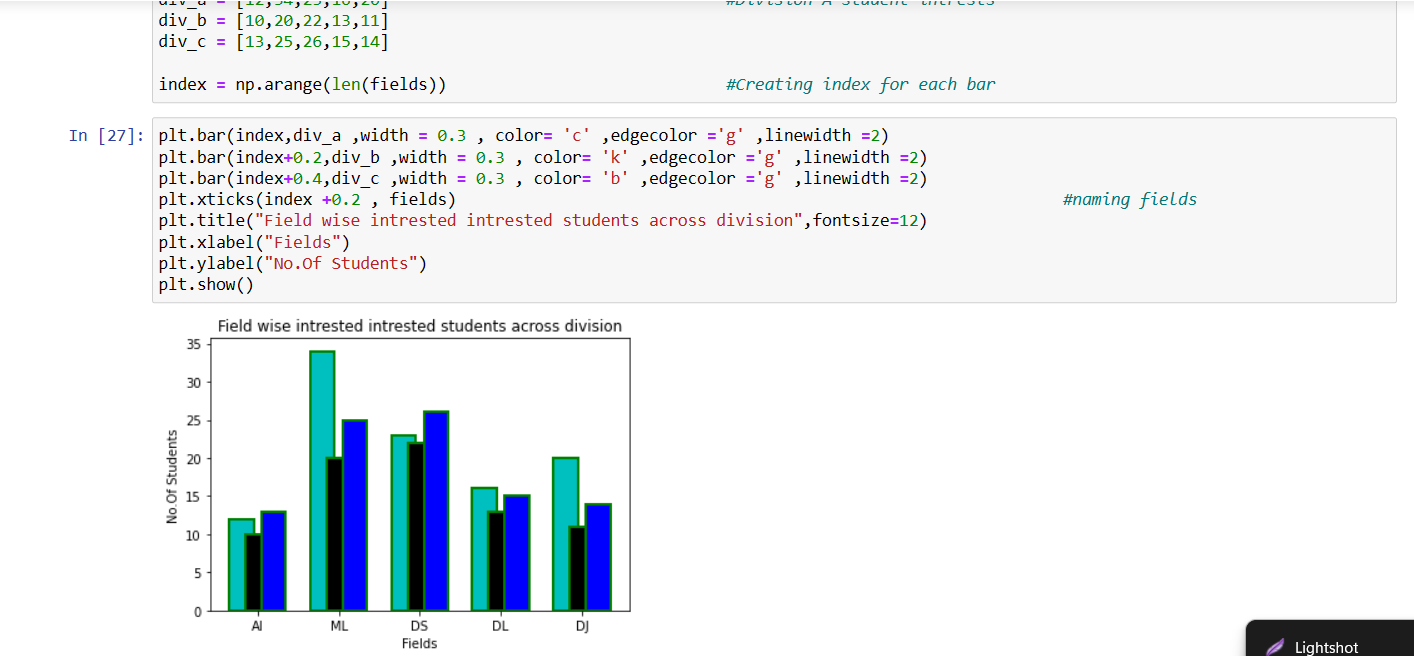 div_a = [12,34,23,16,20] #Division A student intrests
div_b = [10,20,22,13,11]
div_c = [13,25,26,15,14]
index = np.arange(len(fields)) #Creating index for each bar
In [27]: plt.bar(index,div_a ,width = 0.3 , color= 'c' ,edgecolor ='g' ,linewidth =2)
plt.bar(index+0.2,div_b ,width = 0.3 , color= 'k' ,edgecolor ='g' ,linewidth =2)
plt.bar(index+0.4,div_c ,width = 0.3 , color= 'b' ,edgecolor ='g' ,linewidth =2)
plt.xticks(index +0.2 , fields) #naming fields
plt.title("Field wise intrested intrested students across division",fontsize=12)
plt.xlabel("Fields")
plt.ylabel("No.Of Students")
plt.show()
Field wise intrested intrested students across division
35
30
25
20
15
10
5
0
No.Of Students
AI ML DS DL DJ
Fields
Lightshot